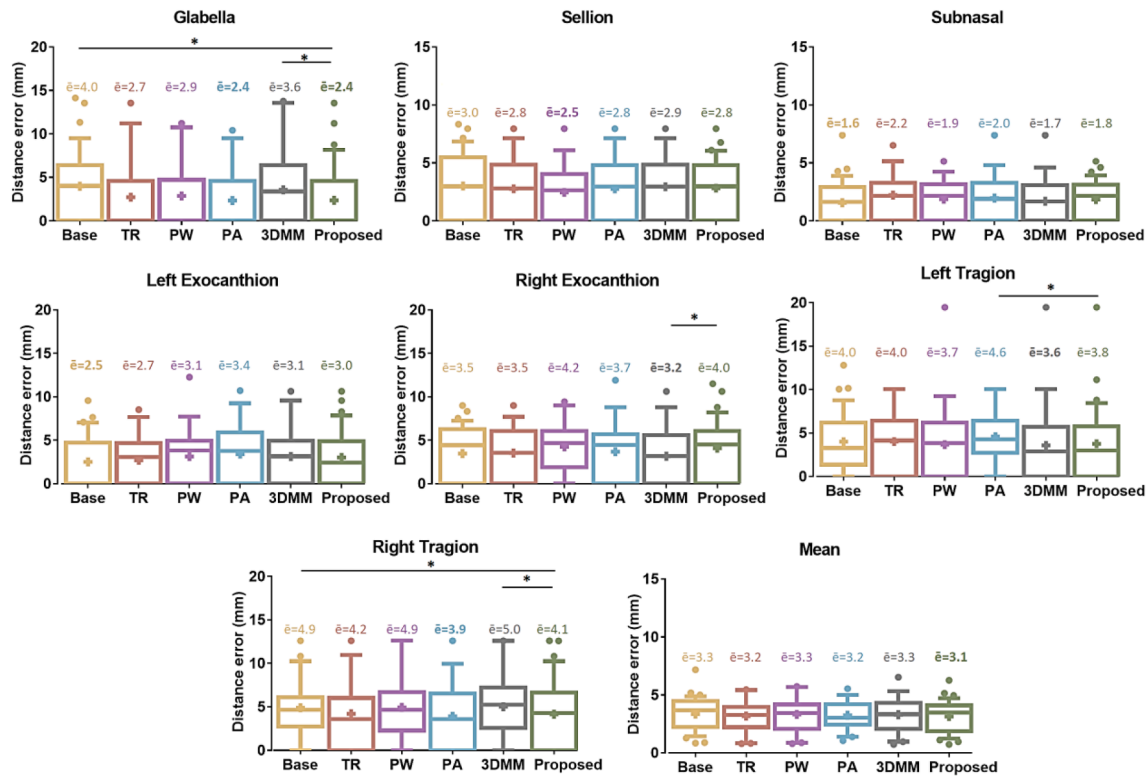 Glabella
Distance error (mm)
20
15
10
5
0
*
*
ē=4.0 ē=2.7 ē=2.9 ē=2.4 ē=3.6 ē=2.4
Base TR PW PA 3DMM Proposed
Sellion
Distance error (mm)
15
10
5
0
ē=3.0 ē=2.8 ē=2.5 ē=2.8 ē=2.9 ē=2.8
Base TR PW PA 3DMM Proposed
Subnasal
Distance error (mm)
15
10
5
0
ē=1.6 ē=2.2 ē=1.9 ē=2.0 ē=1.7 ē=1.8
Base TR PW PA 3DMM Proposed
Left Exocanthion
Distance error (mm)
20
15
10
5
0
ē=2.5 ē=2.7 ē=3.1 ē=3.4 ē=3.1 ē=3.0
Base TR PW PA 3DMM Proposed
Right Exocanthion
Distance error (mm)
20
15
10
5
0
*
ē=3.5 ē=3.5 ē=4.2 ē=3.7 ē=3.2 ē=4.0
Base TR PW PA 3DMM Proposed
Left Tragion
Distance error (mm)
20
15
10
5
0
*
ē=4.0 ē=4.0 ē=3.7 ē=4.6 ē=3.6 ē=3.8
Base TR PW PA 3DMM Proposed
Right Tragion
Distance error (mm)
20
15
10
5
0
*
*
ē=4.9 ē=4.2 ē=4.9 ē=3.9 ē=5.0 ē=4.1
Base TR PW PA 3DMM Proposed
Mean
Distance error (mm)
15
10
5
0
ē=3.3 ē=3.2 ē=3.3 ē=3.2 ē=3.3 ē=3.1
Base TR PW PA 3DMM Proposed